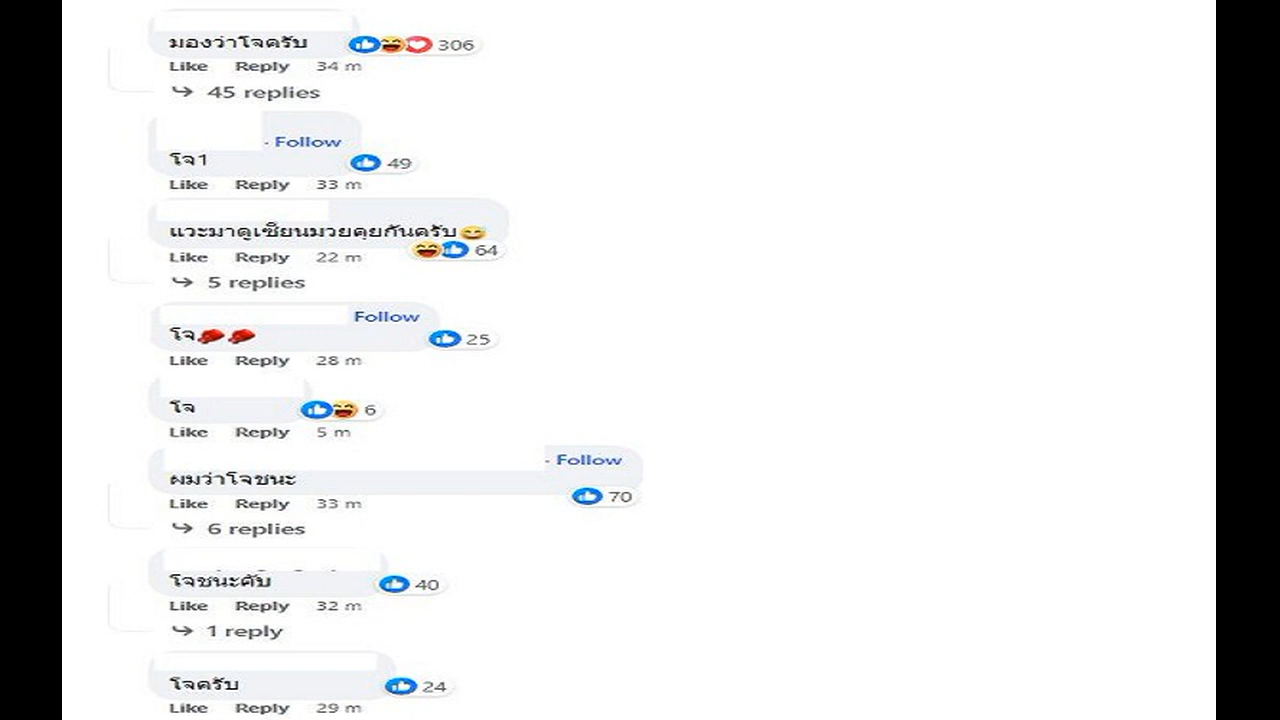 มองว่าโจครับ
306
Like Reply 34 m
45 replies
· Follow
โจ1
49
Like Reply 33 m
แวะมาดูเซียนมวยคุยกันครับ
64
Like Reply 22 m
5 replies
Follow
โจ
25
Like Reply 28 m
โจ
6
Like Reply 5 m
· Follow
ผมว่าโจชนะ
70
Like Reply 33 m
6 replies
โจชนะคับ
40
Like Reply 32 m
1 reply
โจครับ
24
Like Reply 29 m